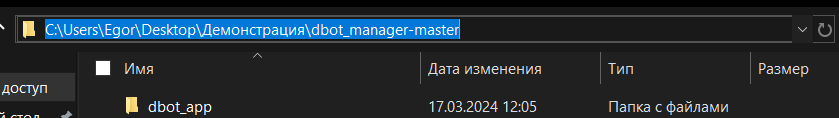 C:\Users\Egor\Desktop\Демонстрация\dbot_manager-master
Имя Дата изменения Тип Размер
доступ
dbot_app 17.03.2024 12:05 Папка с файлами